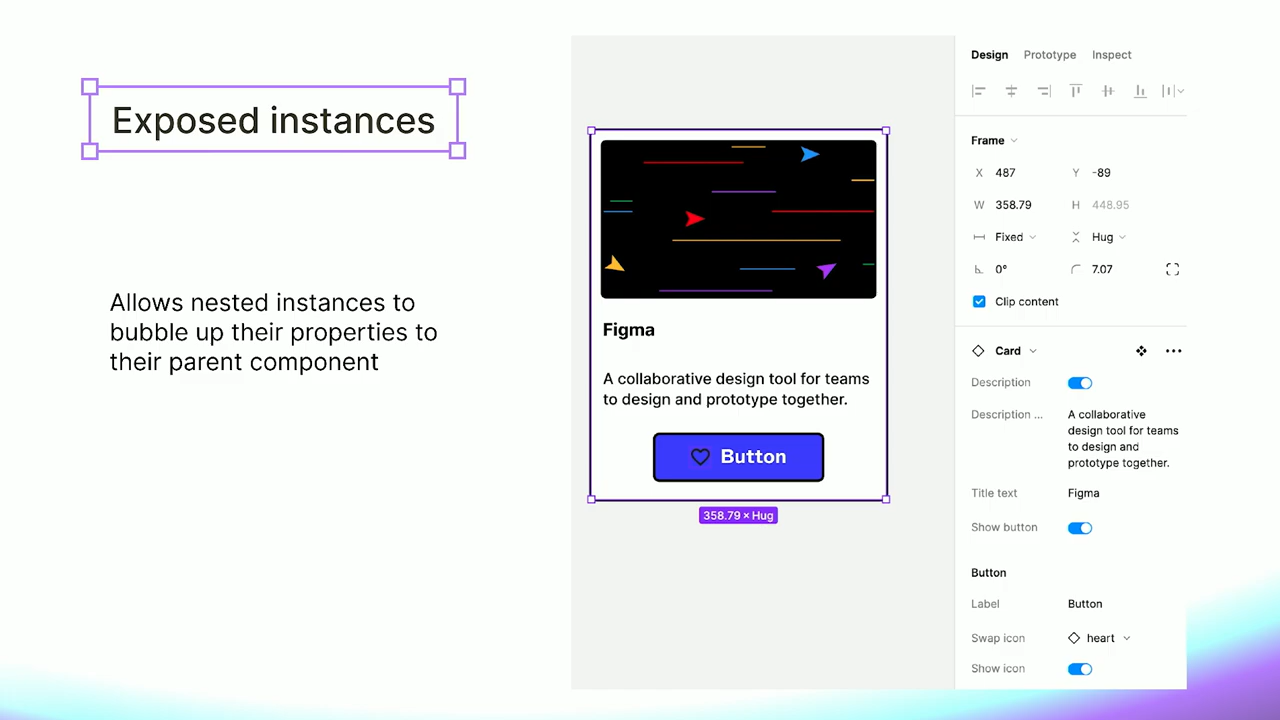 Exposed instances
Allows nested instances to
bubble up their properties to
their parent component
Figma
A collaborative design tool for teams
to design and prototype together.
Button
358.79 × Hug
Design Prototype Inspect
Frame
X 487 Y -89
W 358.79 H 448.95
Fixed Hug
0° 7.07
Clip content
Card
Description
Description ... A collaborative
design tool for teams
to design and
prototype together.
Title text Figma
Show button
Button
Label Button
Swap icon heart
Show icon